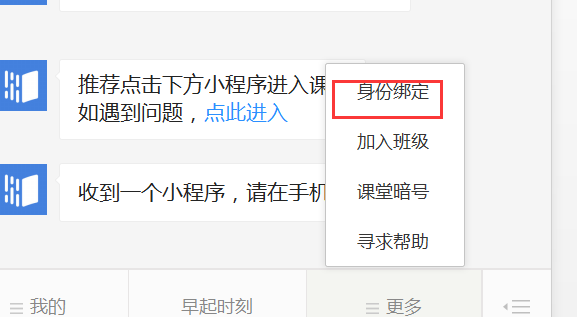 推荐点击下方小程序进入课
如遇到问题，点此进入
收到一个小程序，请在手机
身份绑定
加入班级
课堂暗号
寻求帮助
我的
早起时刻
更多